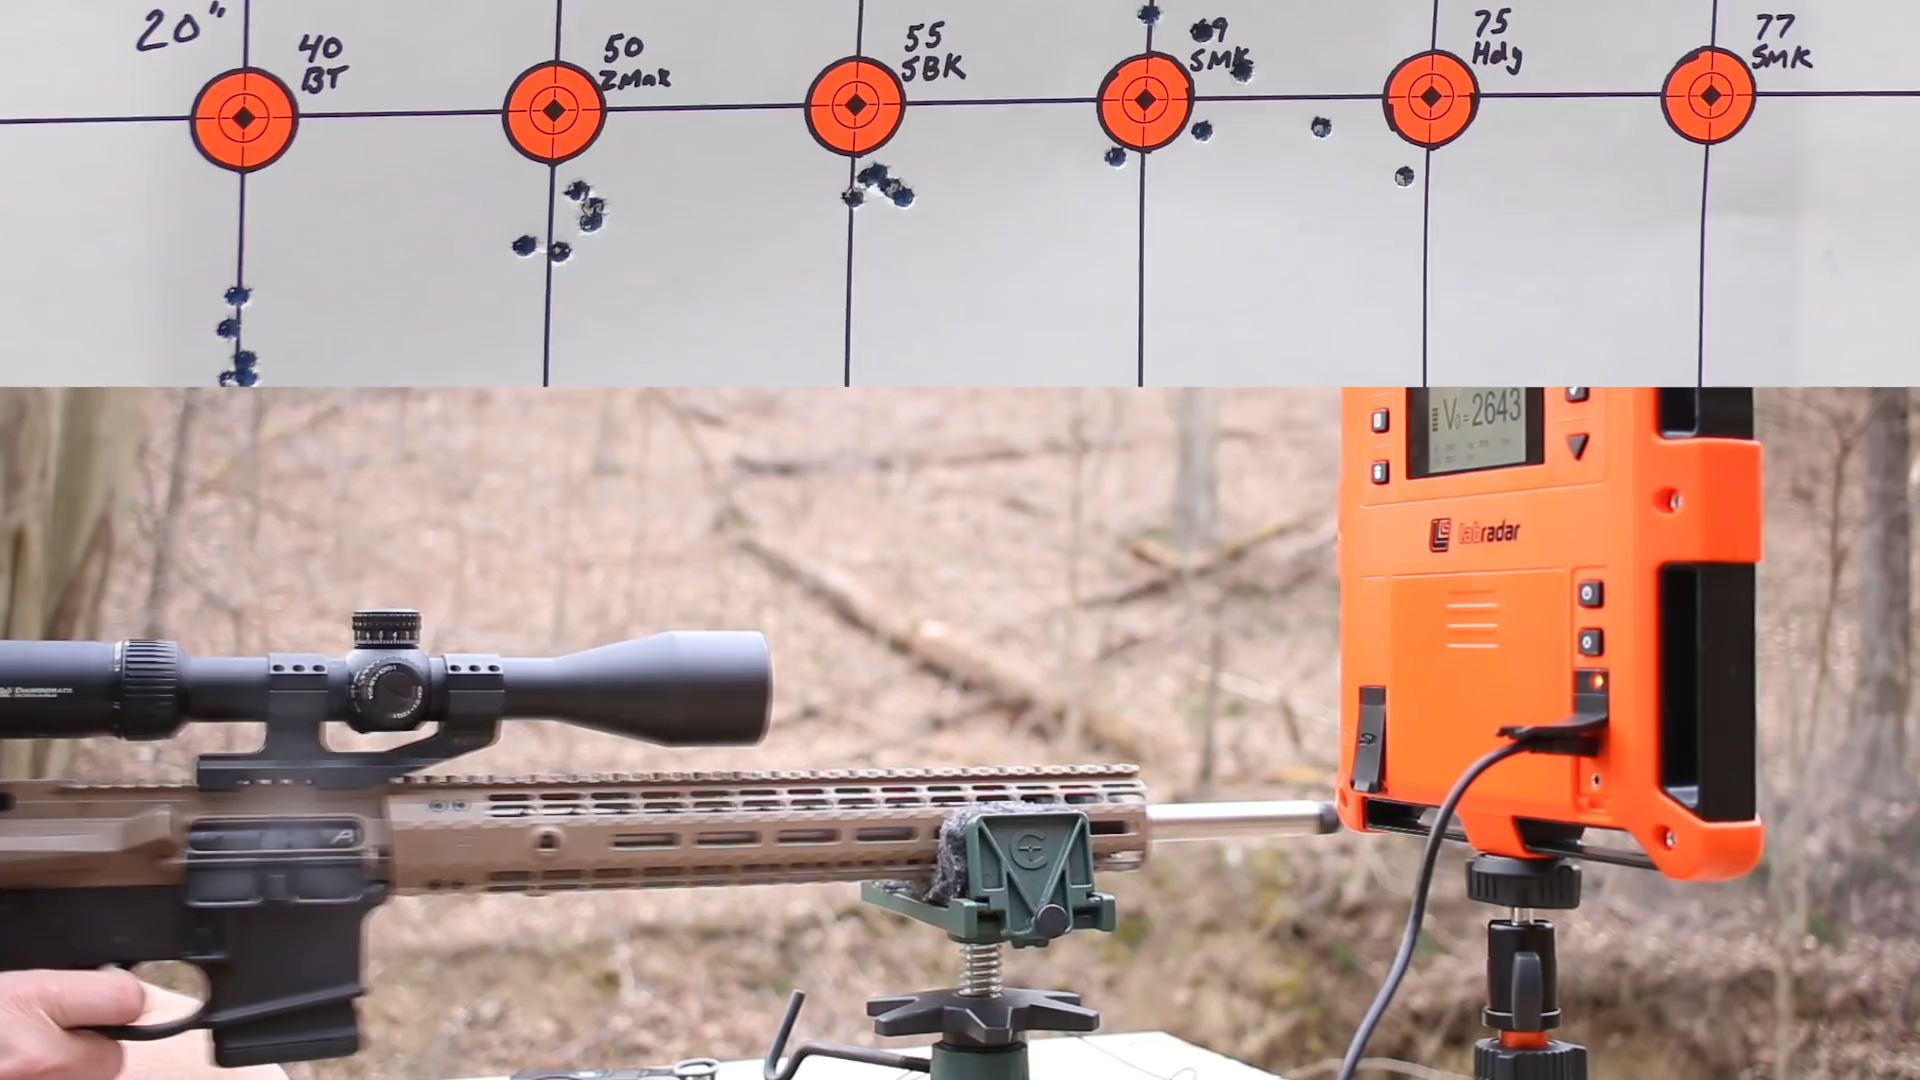 20"
40
BT
50
ZMax
55
SBK
69
SMK
75
Hdy
77
SMK
V₀=2643
labradar